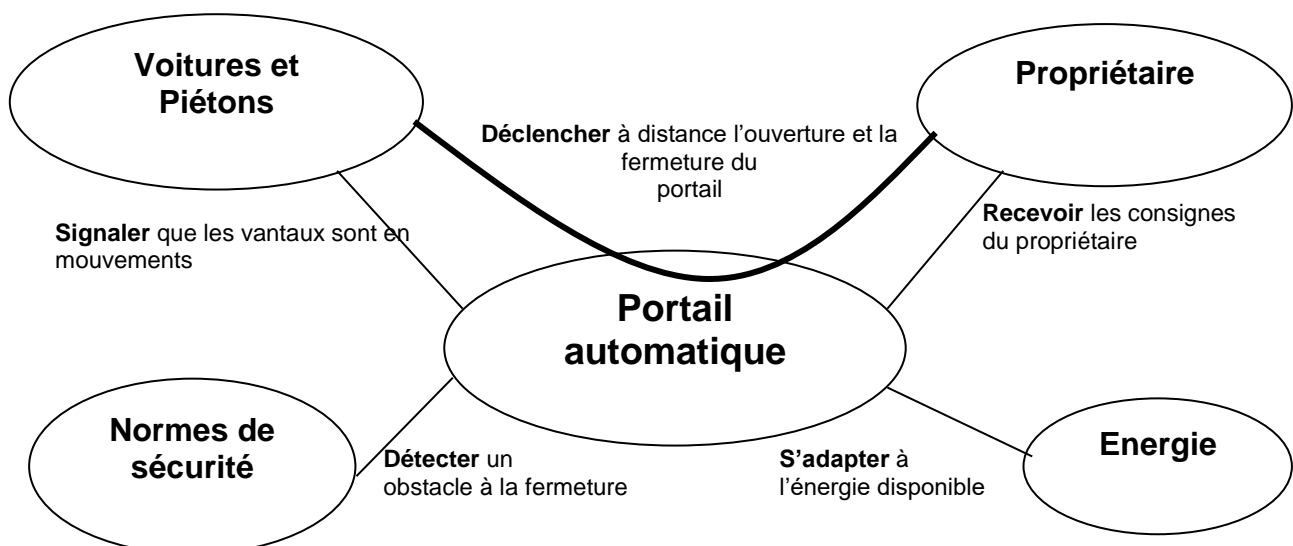 Voitures et
Piétons
Propriétaire
Déclencher à distance l’ouverture et la
fermeture du
portail
Signaler que les vantaux sont en
mouvements
Recevoir les consignes
du propriétaire
Portail
automatique
Normes de
sécurité
Détecter un
obstacle à la fermeture
S’adapter à
l’énergie disponible
Energie